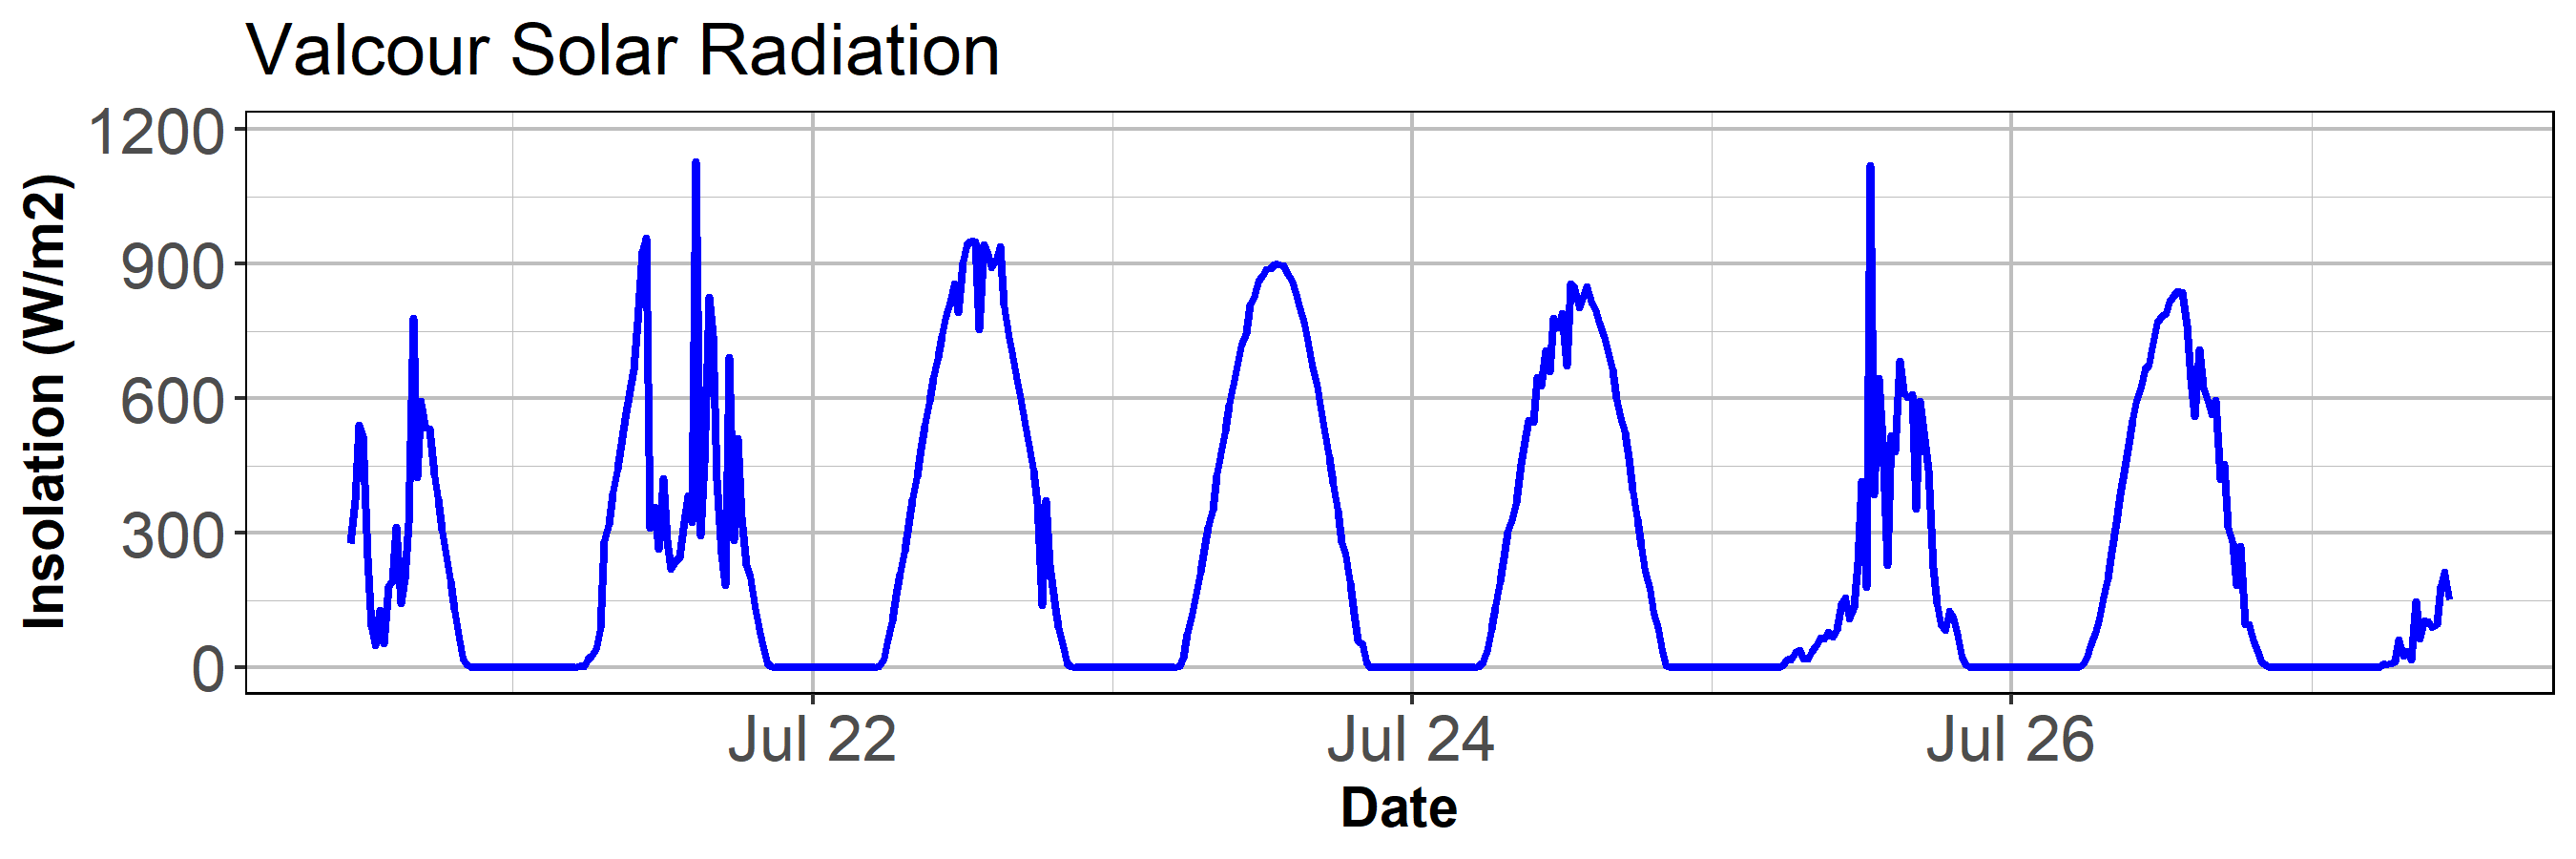 Valcour Solar Radiation
Insolation (W/m2)
1200
900
600
300
0
Jul 22
Jul 24
Jul 26
Date